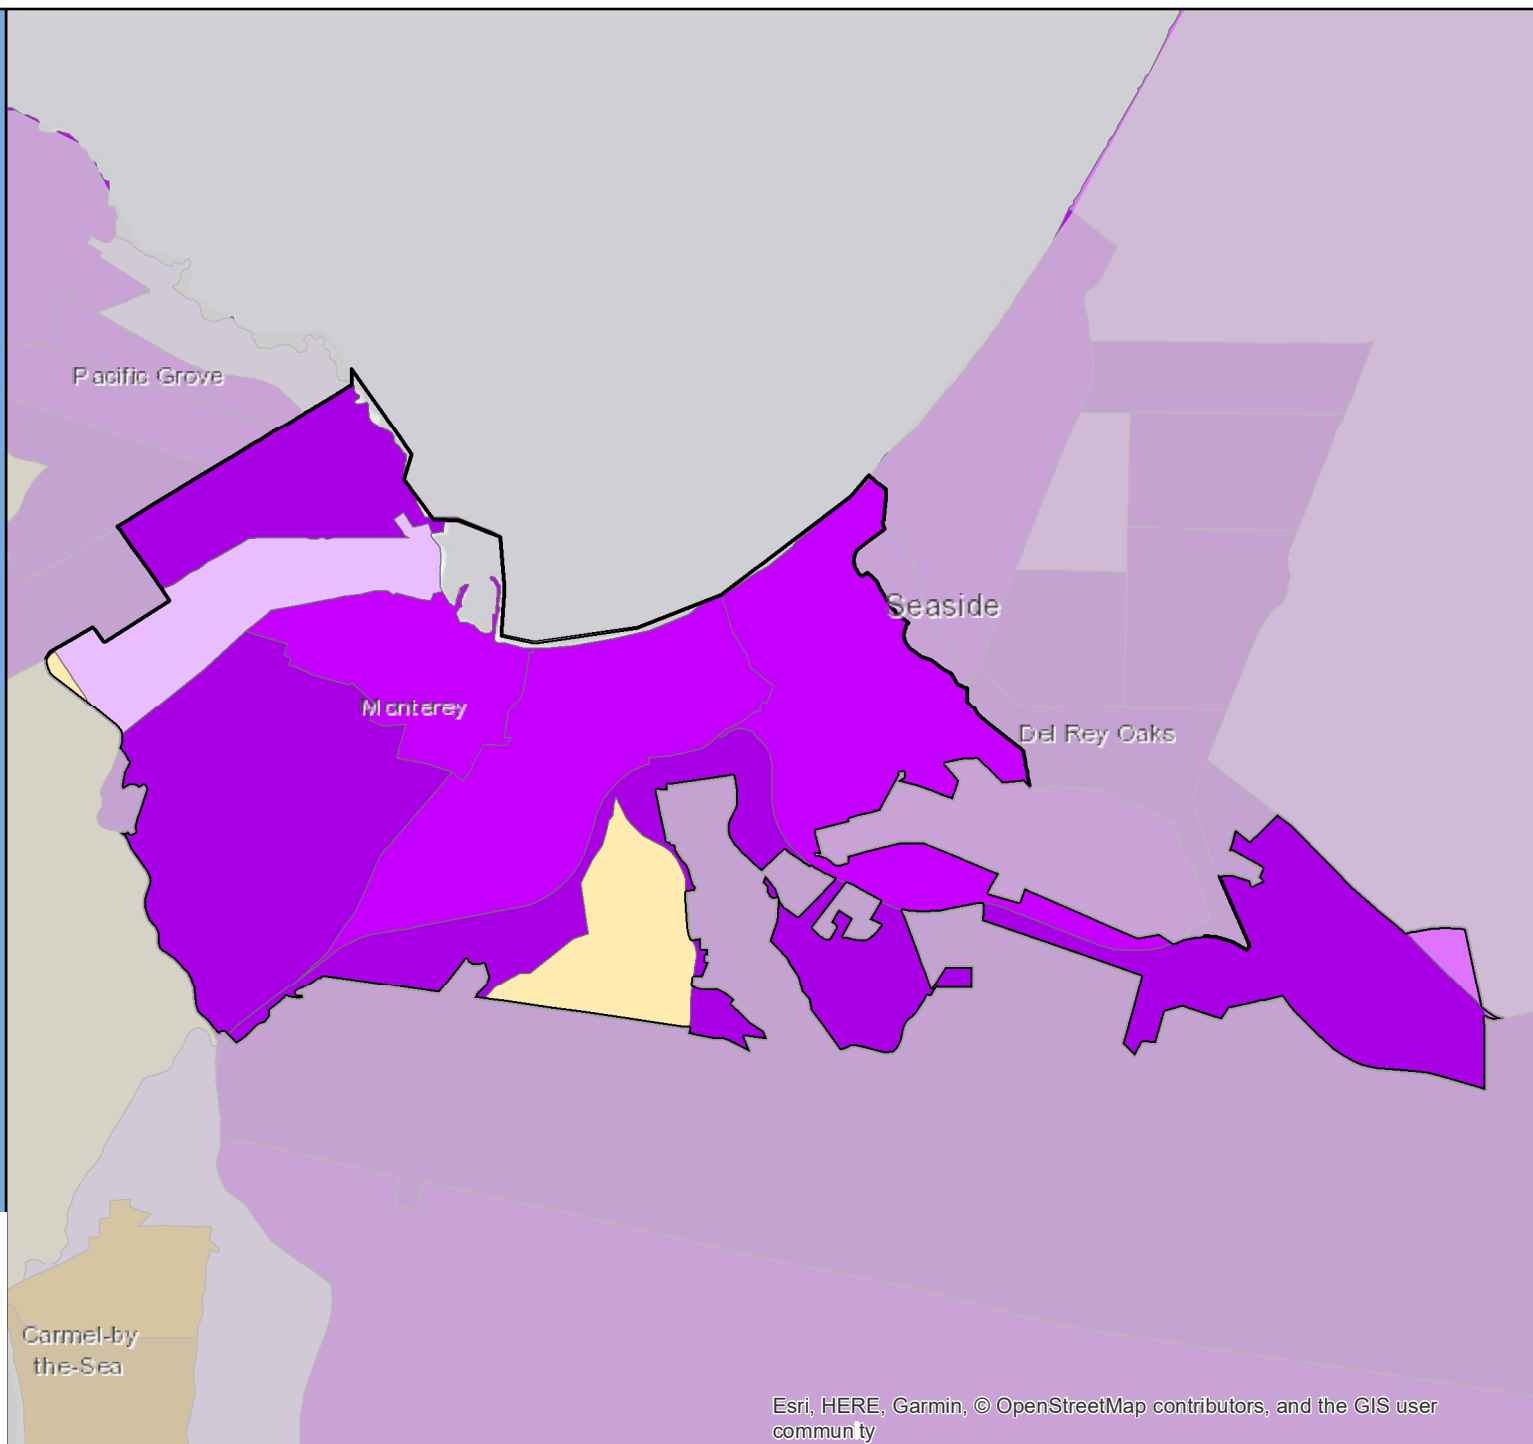 Pacific Grove
Seaside
Monterey
Del Rey Oaks
Carmel-by
the-Sea
Esri, HERE, Garmin, © OpenStreetMap contributors, and the GIS user
community